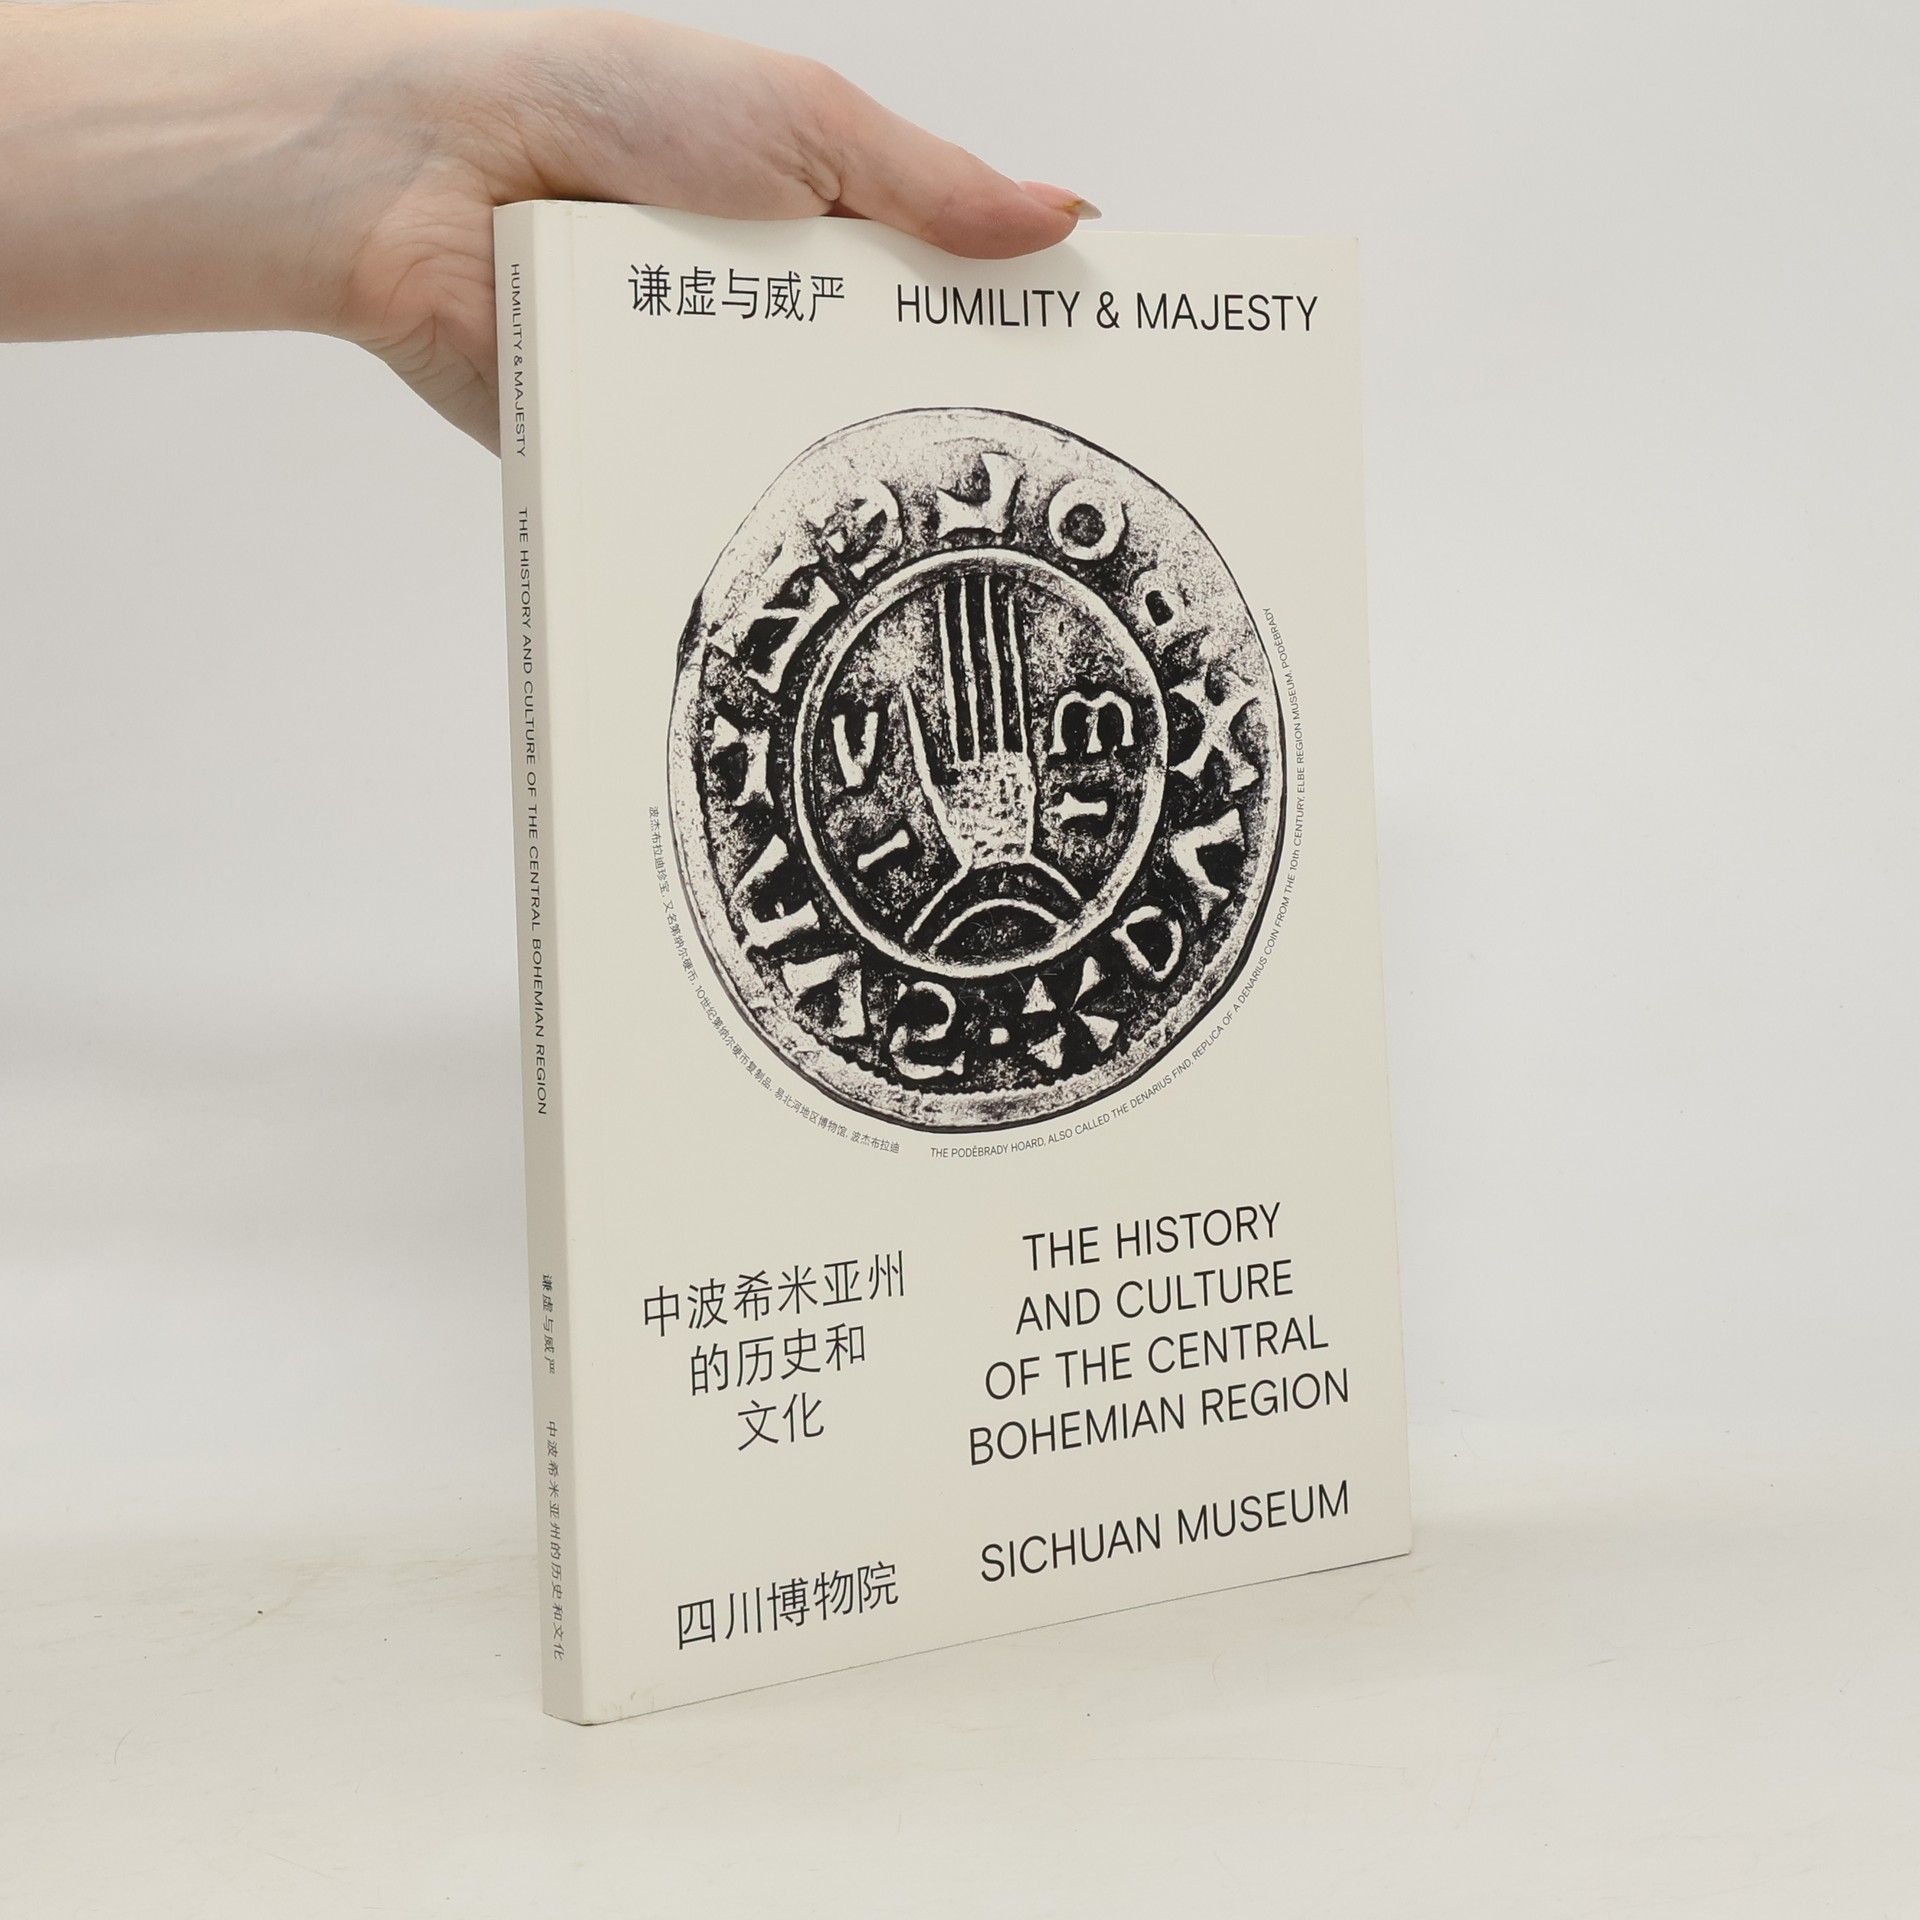 谦虚与威严 HUMILITY & MAJESTY
波杰布拉迪珍宝，又名第纳尔硬币，10世纪第纳尔硬币复制品，易北河地区博物馆，波杰布拉迪
THE PODĚBRADY HOARD, ALSO CALLED THE DENARIUS FIND, REPLICA OF A DENARIUS COIN FROM THE 10th CENTURY, ELBE REGION MUSEUM, PODĚBRADY
中波希米亚州
的历史和
文化
THE HISTORY
AND CULTURE
OF THE CENTRAL
BOHEMIAN REGION
四川博物院
SICHUAN MUSEUM
HUMILITY & MAJESTY THE HISTORY AND CULTURE OF THE CENTRAL BOHEMIAN REGION 谦虚与威严 中波希米亚州的历史和文化